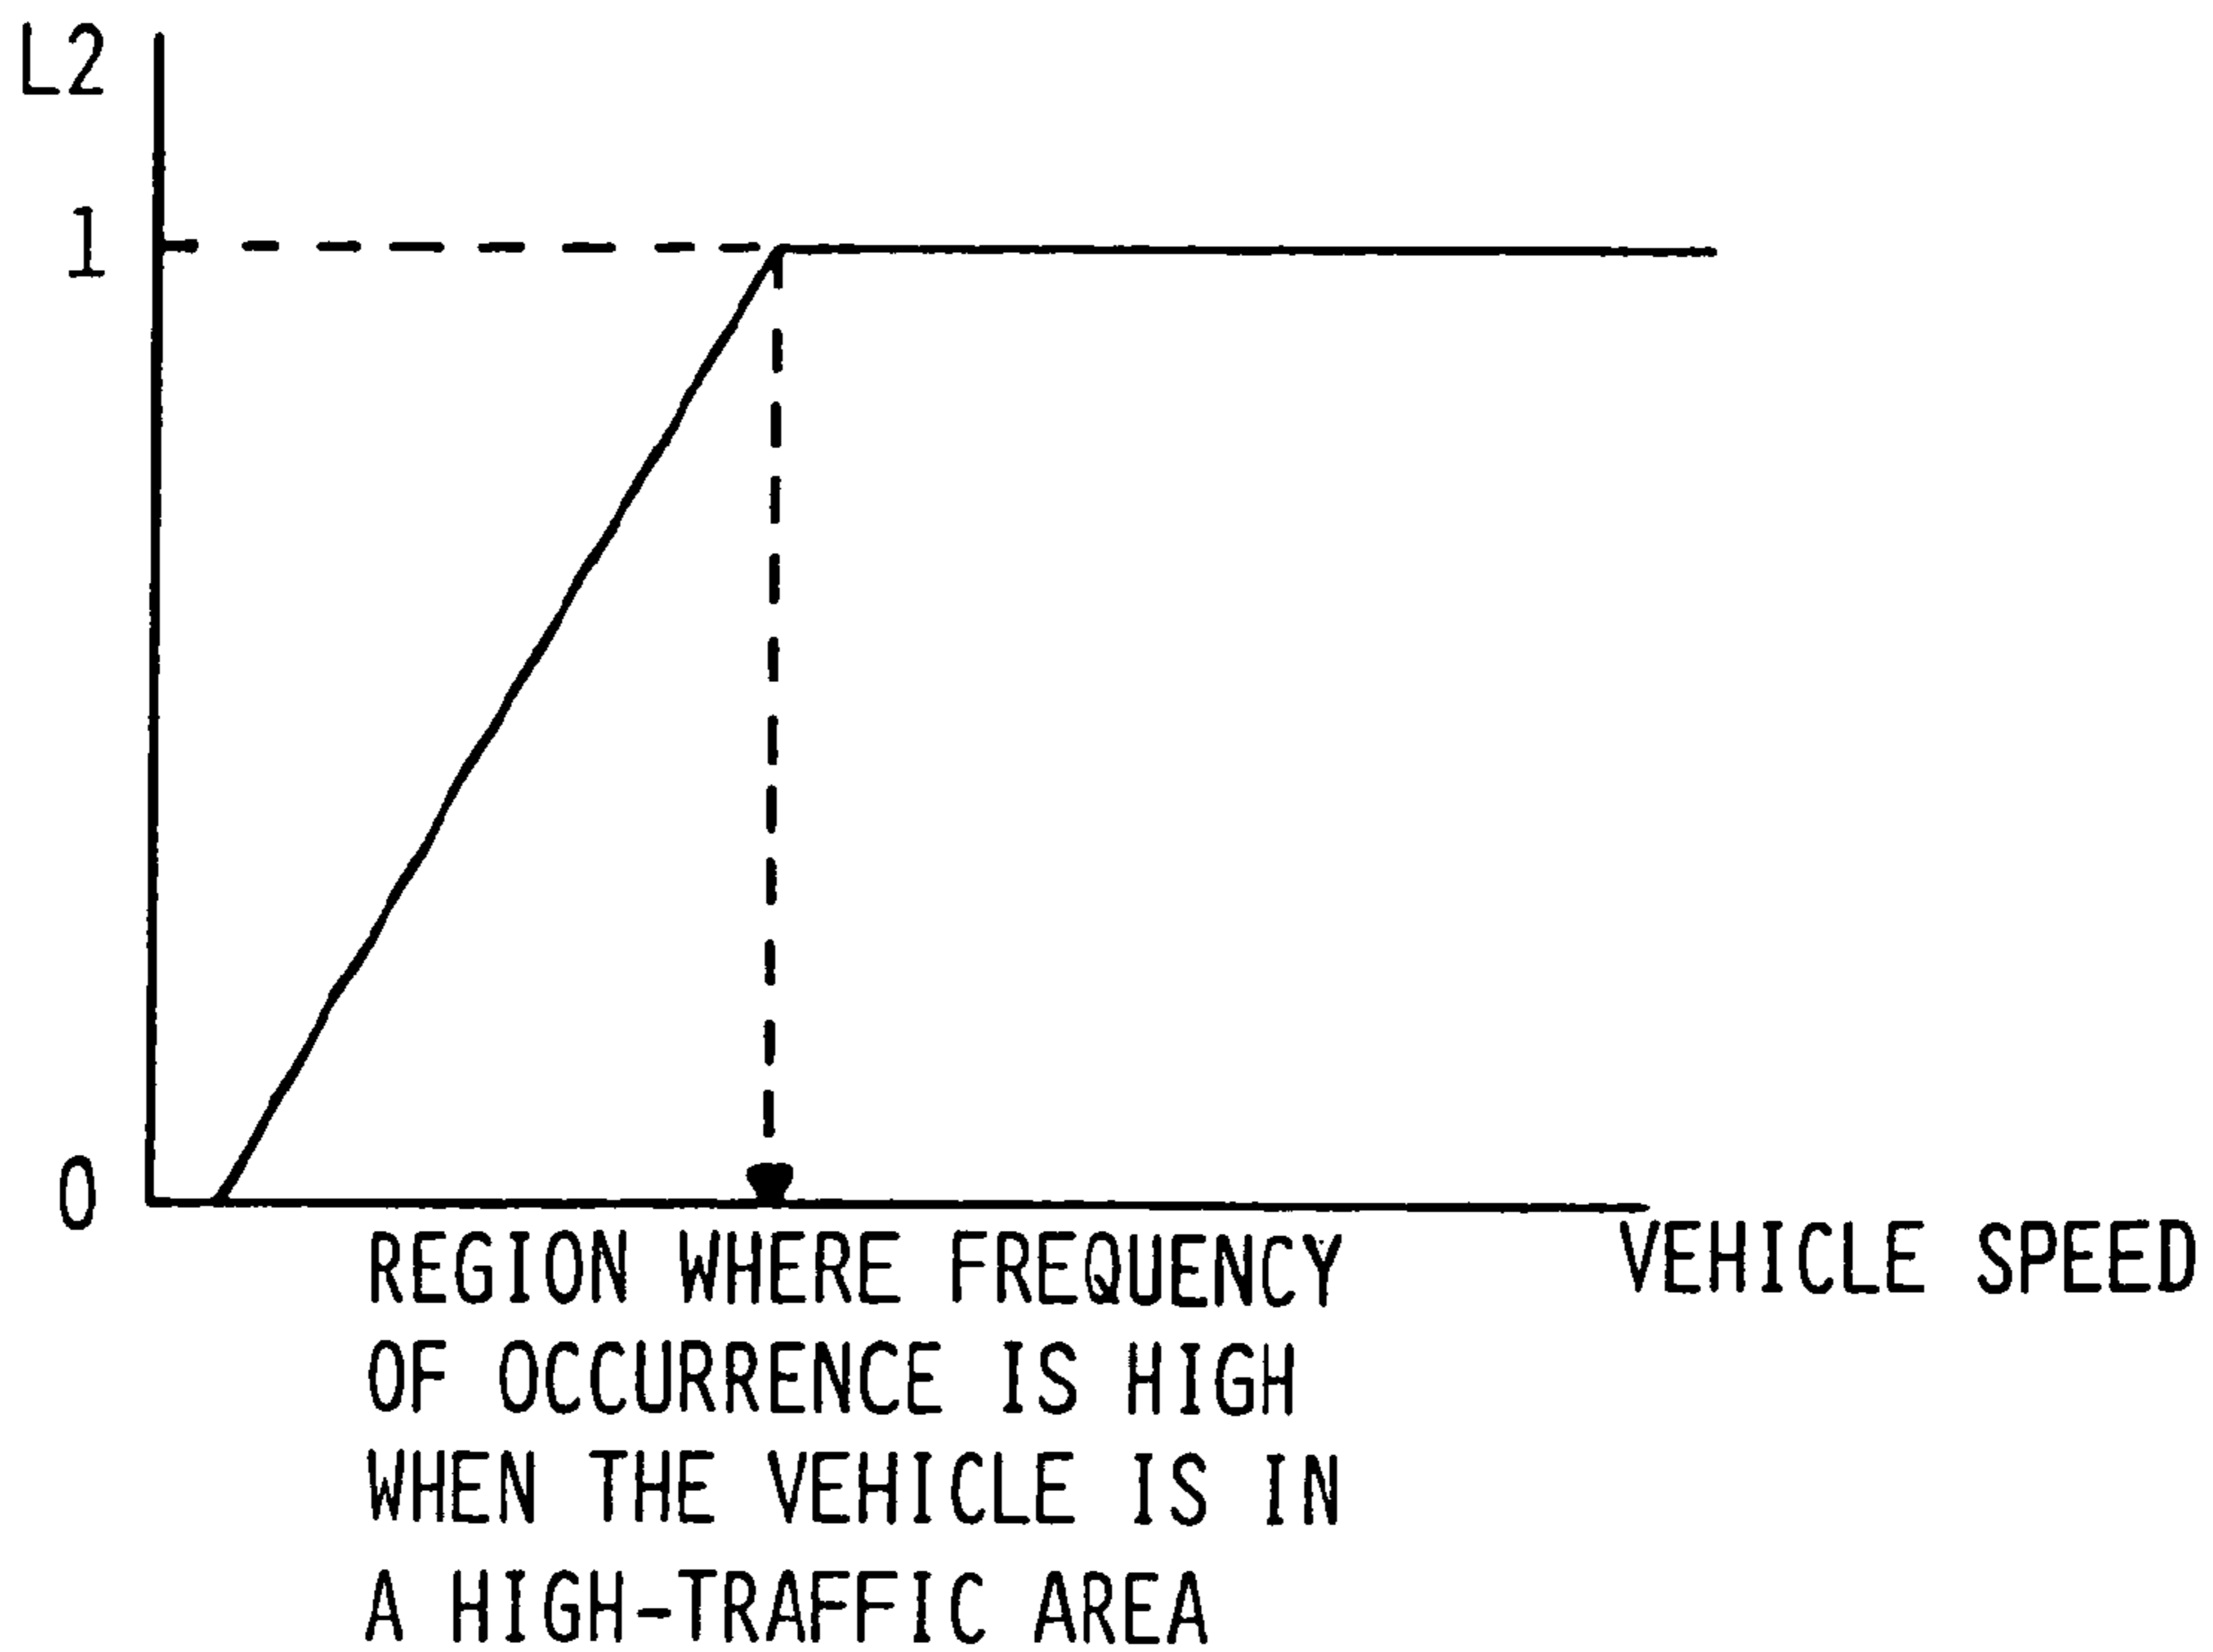 L2
1
0
VEHICLE SPEED
REGION WHERE FREQUENCY
OF OCCURRENCE IS HIGH
WHEN THE VEHICLE IS IN
A HIGH-TRAFFIC AREA